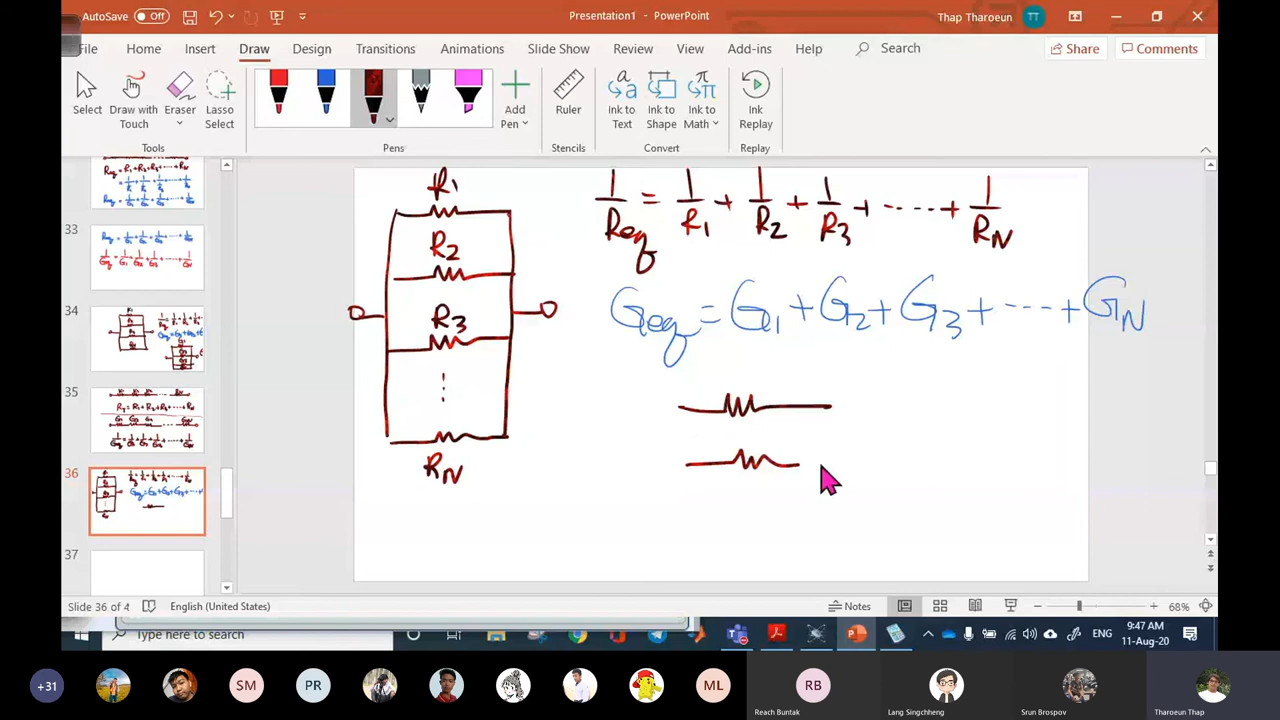 AutoSave Off
Presentation1 - PowerPoint
Thap Tharoeun TT
File Home Insert Draw Design Transitions Animations Slide Show Review View Add-ins Help Search Share Comments
Select
Draw with Touch
Eraser
Lasso Select
Add Pen
Ruler
Ink to Text
Ink to Shape
Ink to Math
Ink Replay
Tools Pens Stencils Convert Replay
33
34
35
36
37
R1
R2
R3
RN
1/Req = 1/R1 + 1/R2 + 1/R3 + ..... + 1/RN
Geq = G1 + G2 + G3 + ... + GN
Slide 36 of 4 English (United States) Notes 68%
Type here to search
ENG
9:47 AM
11-Aug-20
+31 SM PR ML RB
Reach Buntak Lang Singchheng Srun Brospov Tharoeun Thap